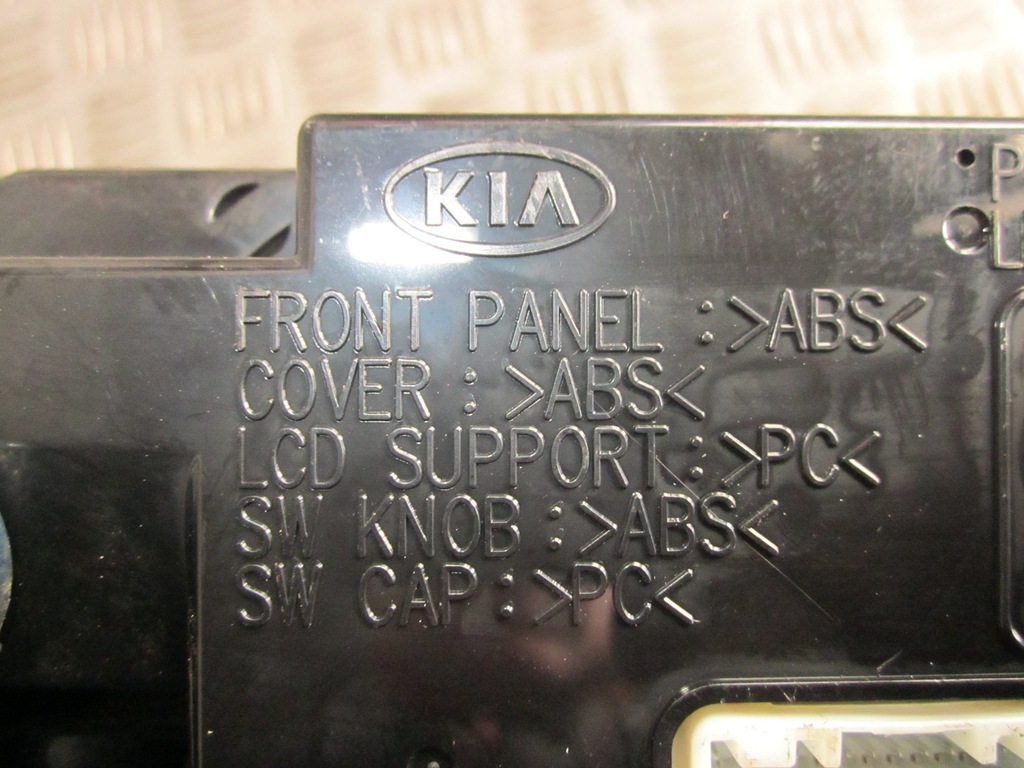 KIA
FRONT PANEL :>ABS<
COVER :>ABS<
LCD SUPPORT:>PC<
SW KNOB :>ABS<
SW CAP:>PC<